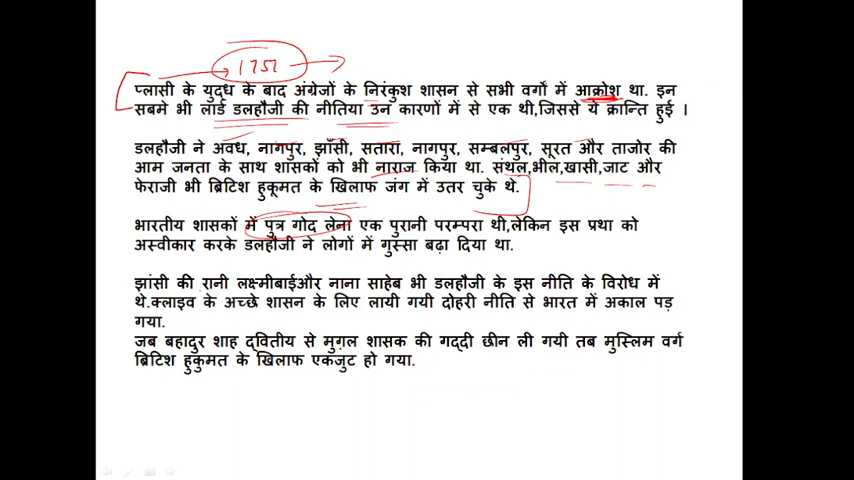 1757
प्लासी के युद्ध के बाद अंग्रेजों के निरंकुश शासन से सभी वर्गों में आक्रोश था. इन
सबमे भी लार्ड डलहौजी की नीतिया उन कारणों में से एक थी,जिससे ये क्रान्ति हुई ।
डलहौजी ने अवध, नागपुर, झाँसी, सतारा, नागपुर, सम्बलपुर, सूरत और ताजोर की
आम जनता के साथ शासकों को भी नाराज किया था. संथल,भील,खासी,जाट और
फेराजी भी ब्रिटिश हुकूमत के खिलाफ जंग में उतर चुके थे.
भारतीय शासकों में पुत्र गोद लेना एक पुरानी परम्परा थी,लेकिन इस प्रथा को
अस्वीकार करके डलहौजी ने लोगों में गुस्सा बढ़ा दिया था.
झांसी की रानी लक्ष्मीबाईऔर नाना साहेब भी डलहौजी के इस नीति के विरोध में
थे.क्लाइव के अच्छे शासन के लिए लायी गयी दोहरी नीति से भारत में अकाल पड़
गया.
जब बहादुर शाह द्वितीय से मुग़ल शासक की गद्दी छीन ली गयी तब मुस्लिम वर्ग
ब्रिटिश हुकुमत के खिलाफ एकजुट हो गया.